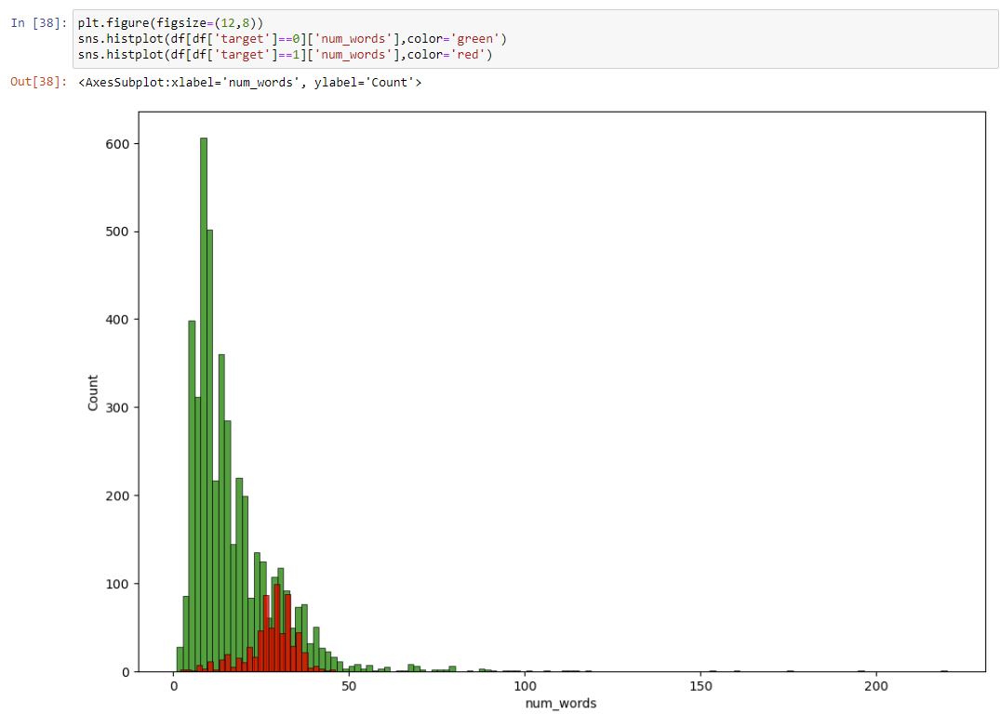 In [38]: plt.figure(figsize=(12,8))
sns.histplot(df[df['target']==0]['num_words'],color='green')
sns.histplot(df[df['target']==1]['num_words'],color='red')
Out[38]: <AxesSubplot:xlabel='num_words', ylabel='Count'>
600
500
400
300
200
100
0
Count
0 50 100 150 200
num_words